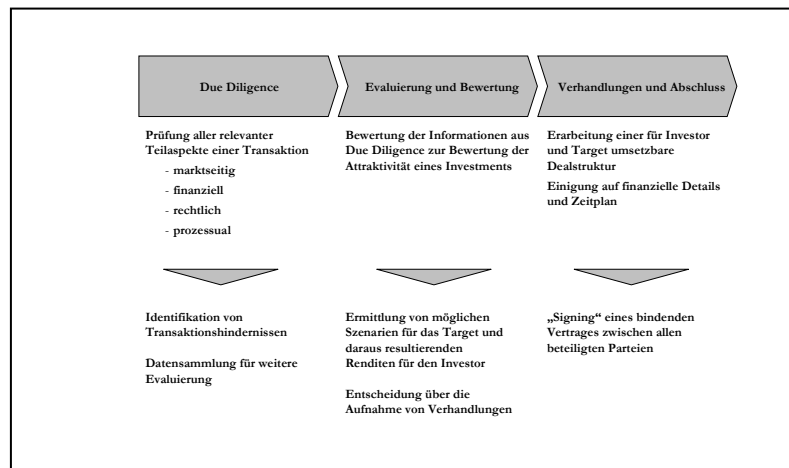 Due Diligence
Evaluierung und Bewertung
Verhandlungen und Abschluss
Prüfung aller relevanter
Teilaspekte einer Transaktion
- marktseitig
- finanziell
- rechtlich
- prozessual
Bewertung der Informationen aus
Due Diligence zur Bewertung der
Attraktivität eines Investments
Erarbeitung einer für Investor
und Target umsetzbare
Dealstruktur
Einigung auf finanzielle Details
und Zeitplan
Identifikation von
Transaktionshindernissen
Datensammlung für weitere
Evaluierung
Ermittlung von möglichen
Szenarien für das Target und
daraus resultierenden
Renditen für den Investor
Entscheidung über die
Aufnahme von Verhandlungen
„Signing“ eines bindenden
Vertrages zwischen allen
beteiligten Parteien